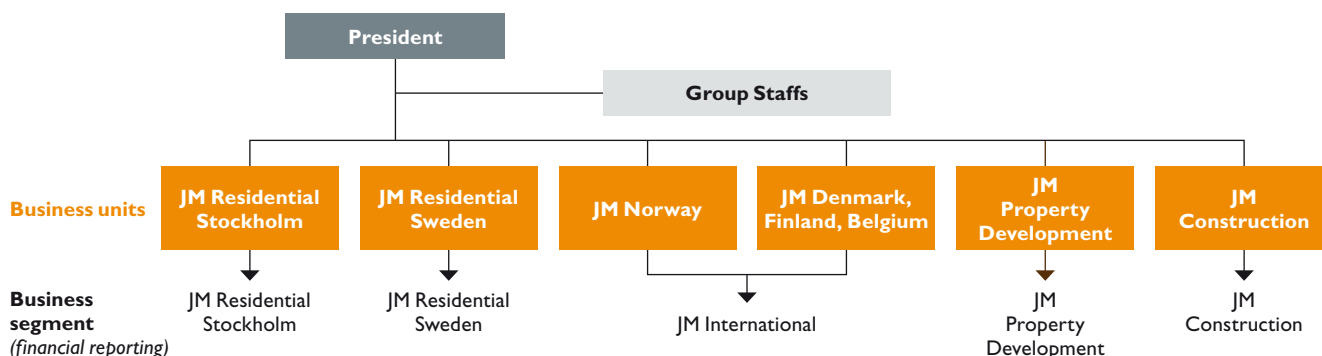 President
Group Staffs
Business units
JM Residential
Stockholm
JM Residential
Sweden
JM Norway
JM Denmark,
Finland, Belgium
JM
Property
Development
JM
Construction
Business
segment
(financial reporting)
JM Residential
Stockholm
JM Residential
Sweden
JM International
JM
Property
Development
JM
Construction